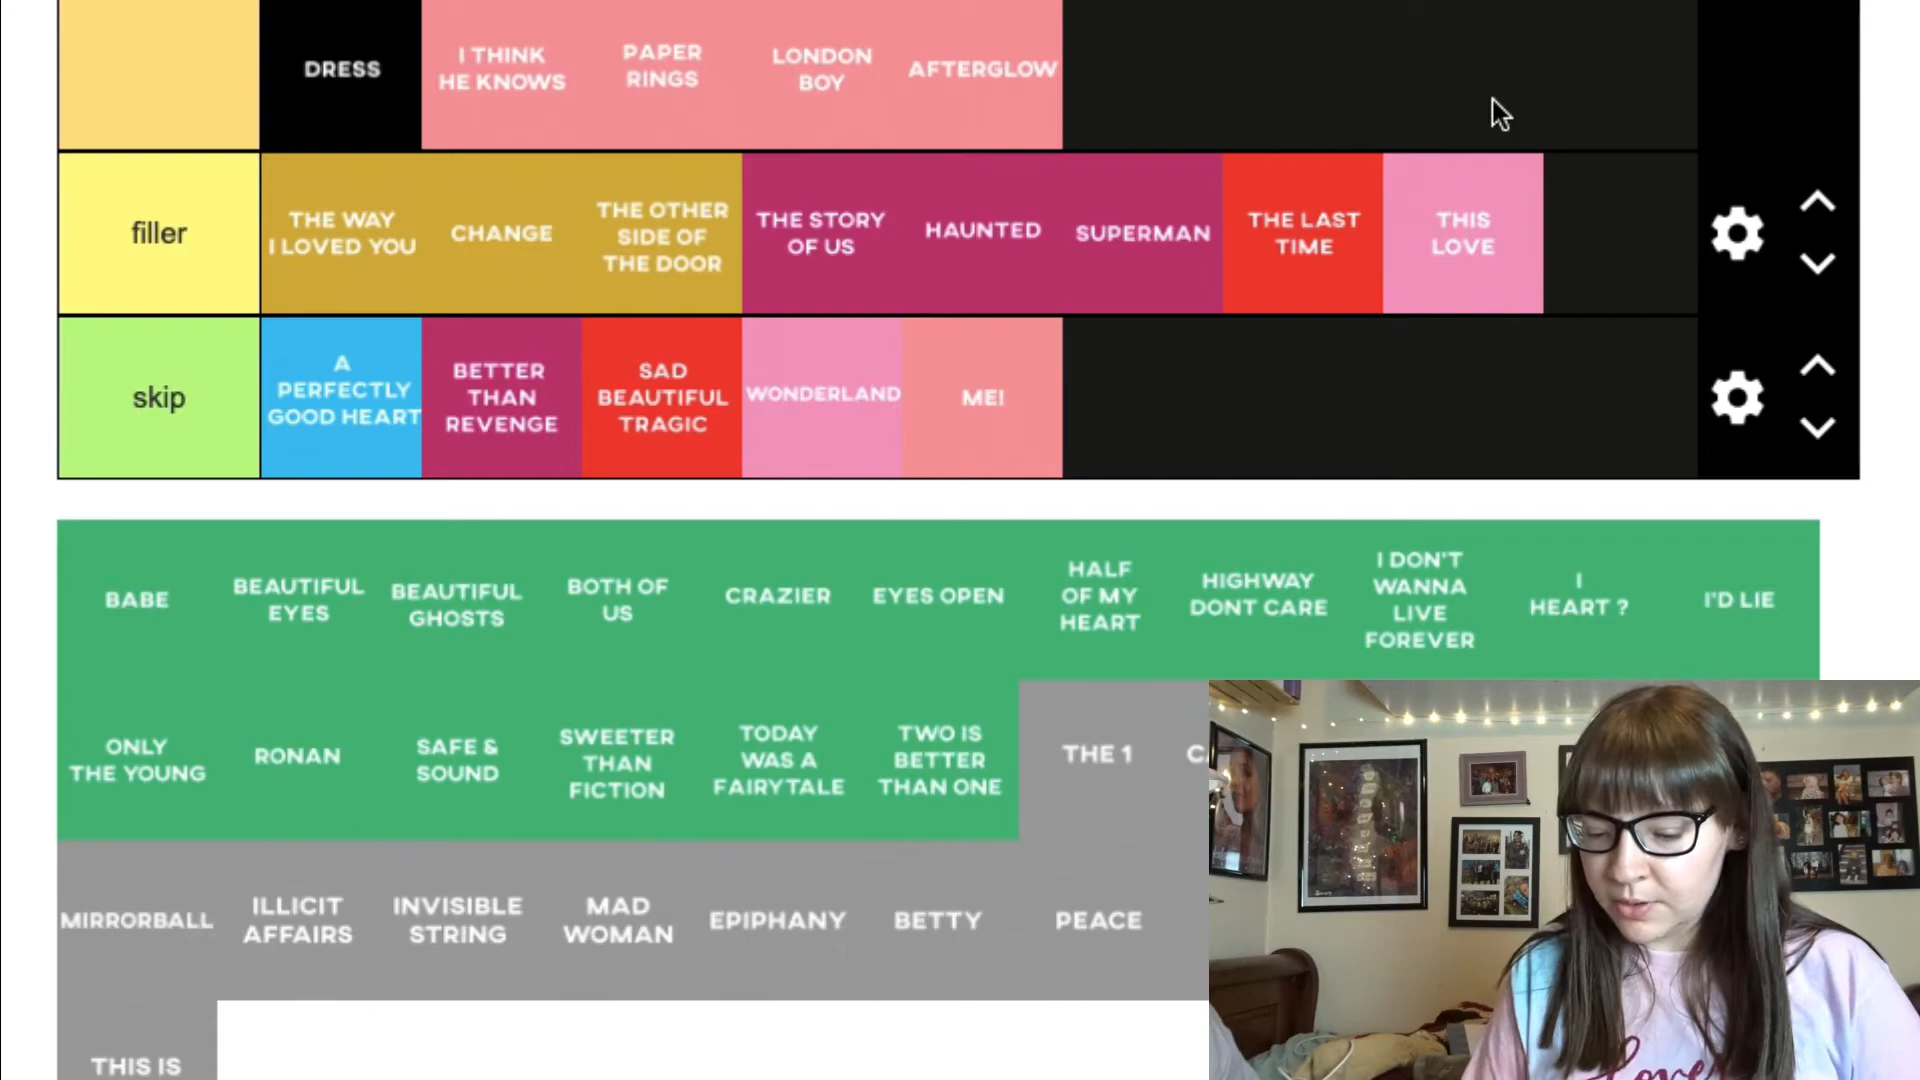 DRESS
I THINK
HE KNOWS
PAPER
RINGS
LONDON
BOY
AFTERGLOW
filler
THE WAY
I LOVED YOU
CHANGE
THE OTHER
SIDE OF
THE DOOR
THE STORY
OF US
HAUNTED
SUPERMAN
THE LAST
TIME
THIS
LOVE
skip
A
PERFECTLY
GOOD HEART
BETTER
THAN
REVENGE
SAD
BEAUTIFUL
TRAGIC
WONDERLAND
ME!
BABE
BEAUTIFUL
EYES
BEAUTIFUL
GHOSTS
BOTH OF
US
CRAZIER
EYES OPEN
HALF
OF MY
HEART
HIGHWAY
DONT CARE
I DON'T
WANNA
LIVE
FOREVER
I
HEART ?
I'D LIE
ONLY
THE YOUNG
RONAN
SAFE &
SOUND
SWEETER
THAN
FICTION
TODAY
WAS A
FAIRYTALE
TWO IS
BETTER
THAN ONE
THE 1
MIRRORBALL
ILLICIT
AFFAIRS
INVISIBLE
STRING
MAD
WOMAN
EPIPHANY
BETTY
PEACE
THIS IS
Lover